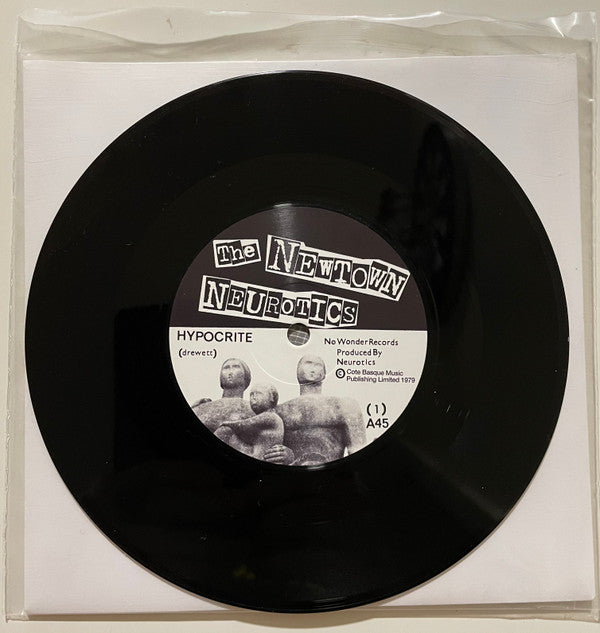 The NEWTOWN
NEUROTICS
HYPOCRITE
(drewett)
No Wonder Records
Produced By
Neurotics
© Cote Basque Music
Publishing Limited 1979
(1)
A45